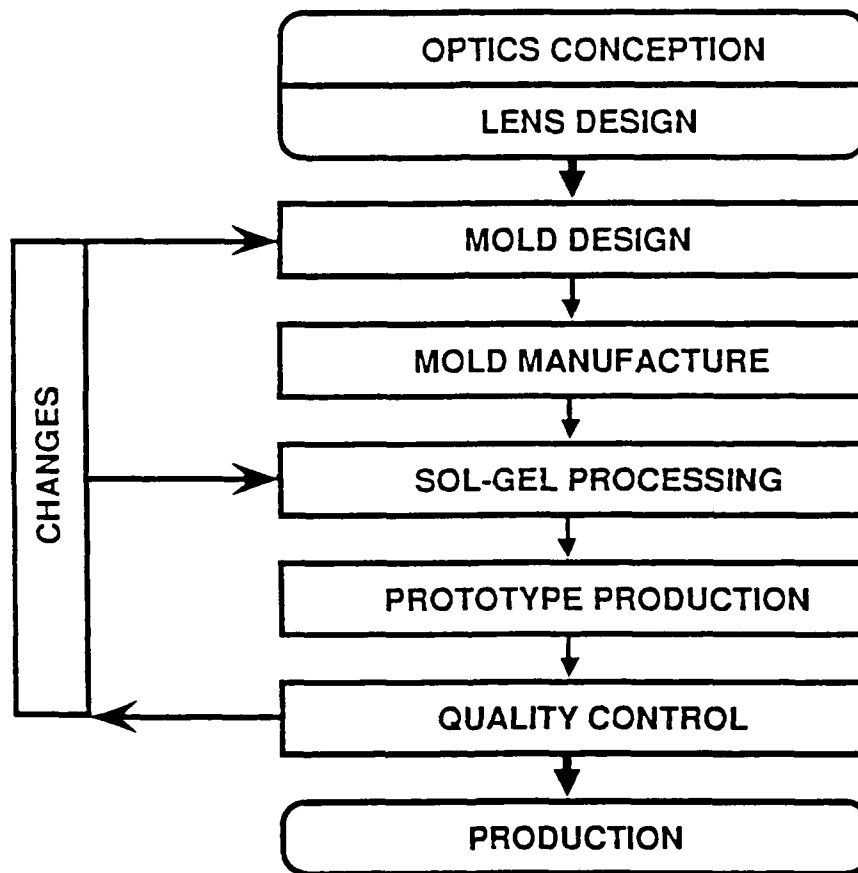 OPTICS CONCEPTION
LENS DESIGN
MOLD DESIGN
MOLD MANUFACTURE
CHANGES
SOL-GEL PROCESSING
PROTOTYPE PRODUCTION
QUALITY CONTROL
PRODUCTION